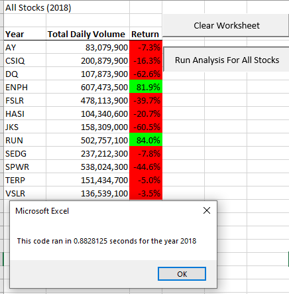 All Stocks (2018)
Clear Worksheet
Year Total Daily Volume Return
AY 83,079,900 -7.3%
Run Analysis For All Stocks
CSIQ 200,879,900 -16.3%
DQ 107,873,900 -62.6%
ENPH 607,473,500 81.9%
FSLR 478,113,900 -39.7%
HASI 104,340,600 -20.7%
JKS 158,309,000 -60.5%
RUN 502,757,100 84.0%
SEDG 237,212,300 -7.8%
SPWR 538,024,300 -44.6%
TERP 151,434,700 -5.0%
VSLR 136,539,100 -3.5%
Microsoft Excel
This code ran in 0.8828125 seconds for the year 2018
OK